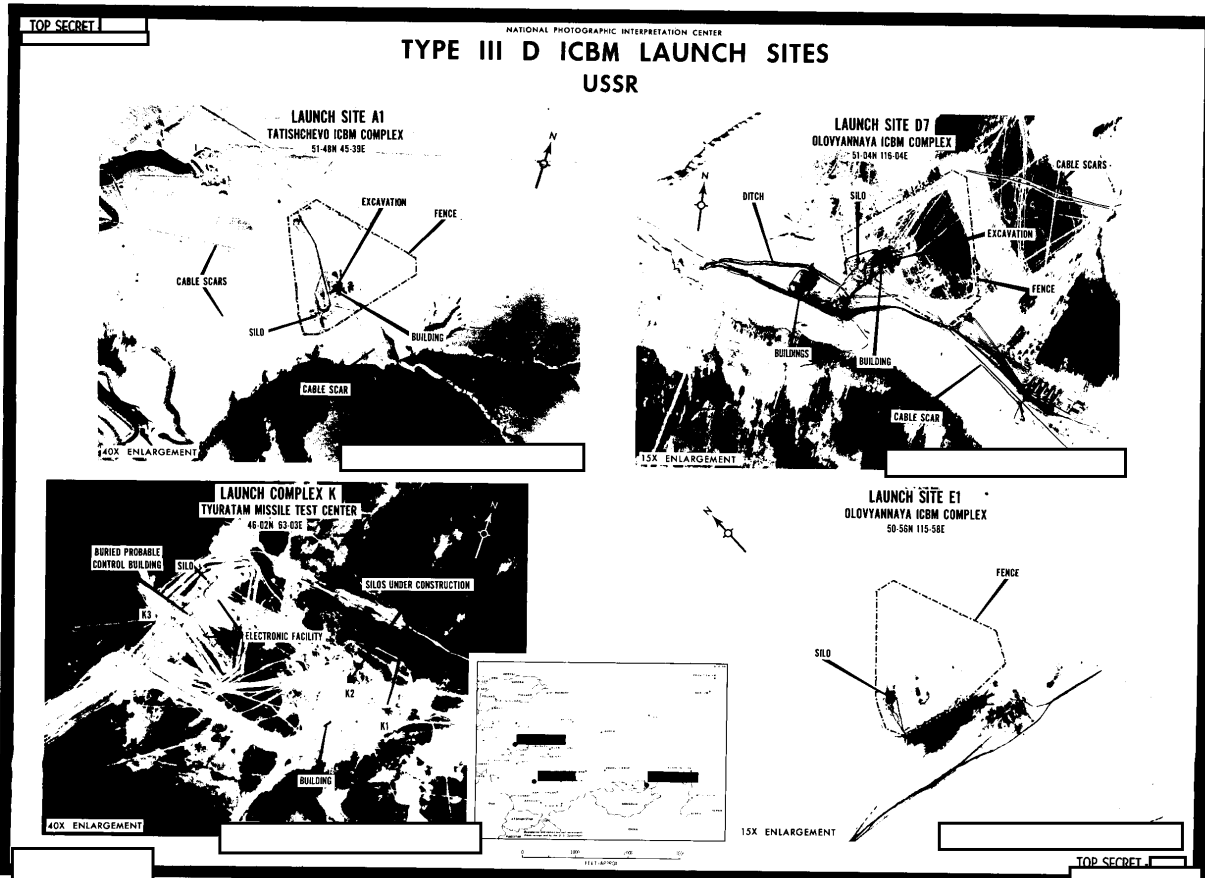 TOP SECRET
NATIONAL PHOTOGRAPHIC INTERPRETATION CENTER
TYPE III D ICBM LAUNCH SITES
USSR
LAUNCH SITE A1
TATISHCHEVO ICBM COMPLEX
51-48N 45-39E
N
EXCAVATION
FENCE
CABLE SCARS
SILO
BUILDING
CABLE SCAR
40X ENLARGEMENT
LAUNCH SITE D7
OLOVYANNAYA ICBM COMPLEX
51-04N 116-04E
CABLE SCARS
N
DITCH
SILO
EXCAVATION
FENCE
BUILDINGS
BUILDING
CABLE SCAR
15X ENLARGEMENT
LAUNCH COMPLEX K
TYURATAM MISSILE TEST CENTER
46-02N 63-03E
N
BURIED PROBABLE
CONTROL BUILDING
SILO
SILOS UNDER CONSTRUCTION
K3
ELECTRONIC FACILITY
K2
K1
BUILDING
40X ENLARGEMENT
LAUNCH SITE E1
OLOVYANNAYA ICBM COMPLEX
50-56N 115-58E
N
FENCE
SILO
15X ENLARGEMENT
TOP SECRET